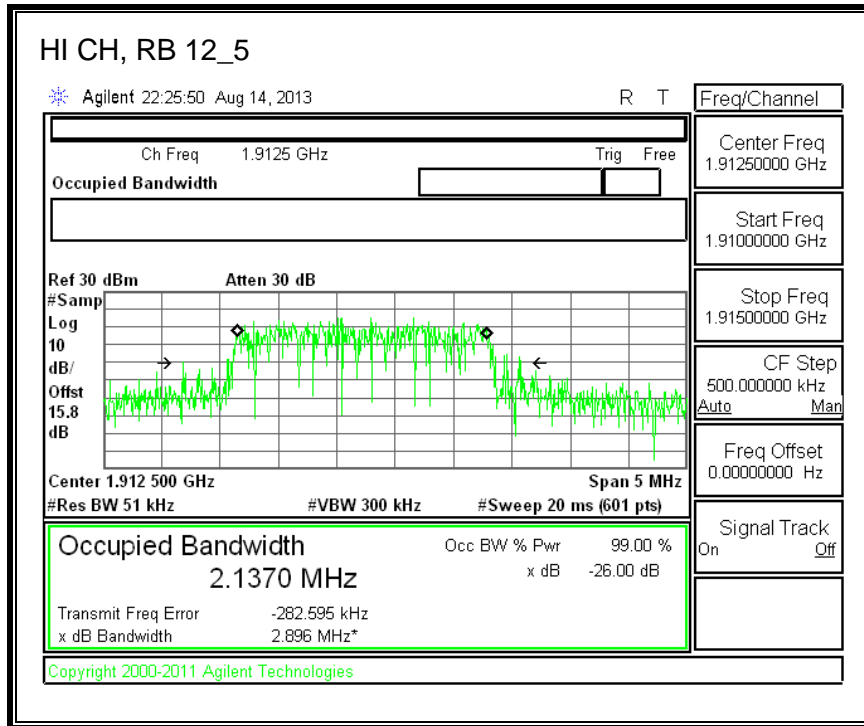 HI CH, RB 12_5
Agilent 22:25:50 Aug 14, 2013 R T
Ch Freq 1.9125 GHz Trig Free
Occupied Bandwidth
Ref 30 dBm Atten 30 dB
#Samp
Log
10
dB/
Offst
15.8
dB
Center 1.912 500 GHz Span 5 MHz
#Res BW 51 kHz #VBW 300 kHz #Sweep 20 ms (601 pts)
Occupied Bandwidth Occ BW % Pwr 99.00 %
2.1370 MHz x dB -26.00 dB
Transmit Freq Error -282.595 kHz
x dB Bandwidth 2.896 MHz*
Copyright 2000-2011 Agilent Technologies
Freq/Channel
Center Freq
1.91250000 GHz
Start Freq
1.91000000 GHz
Stop Freq
1.91500000 GHz
CF Step
500.000000 kHz
Auto Man
Freq Offset
0.00000000 Hz
Signal Track
On Off